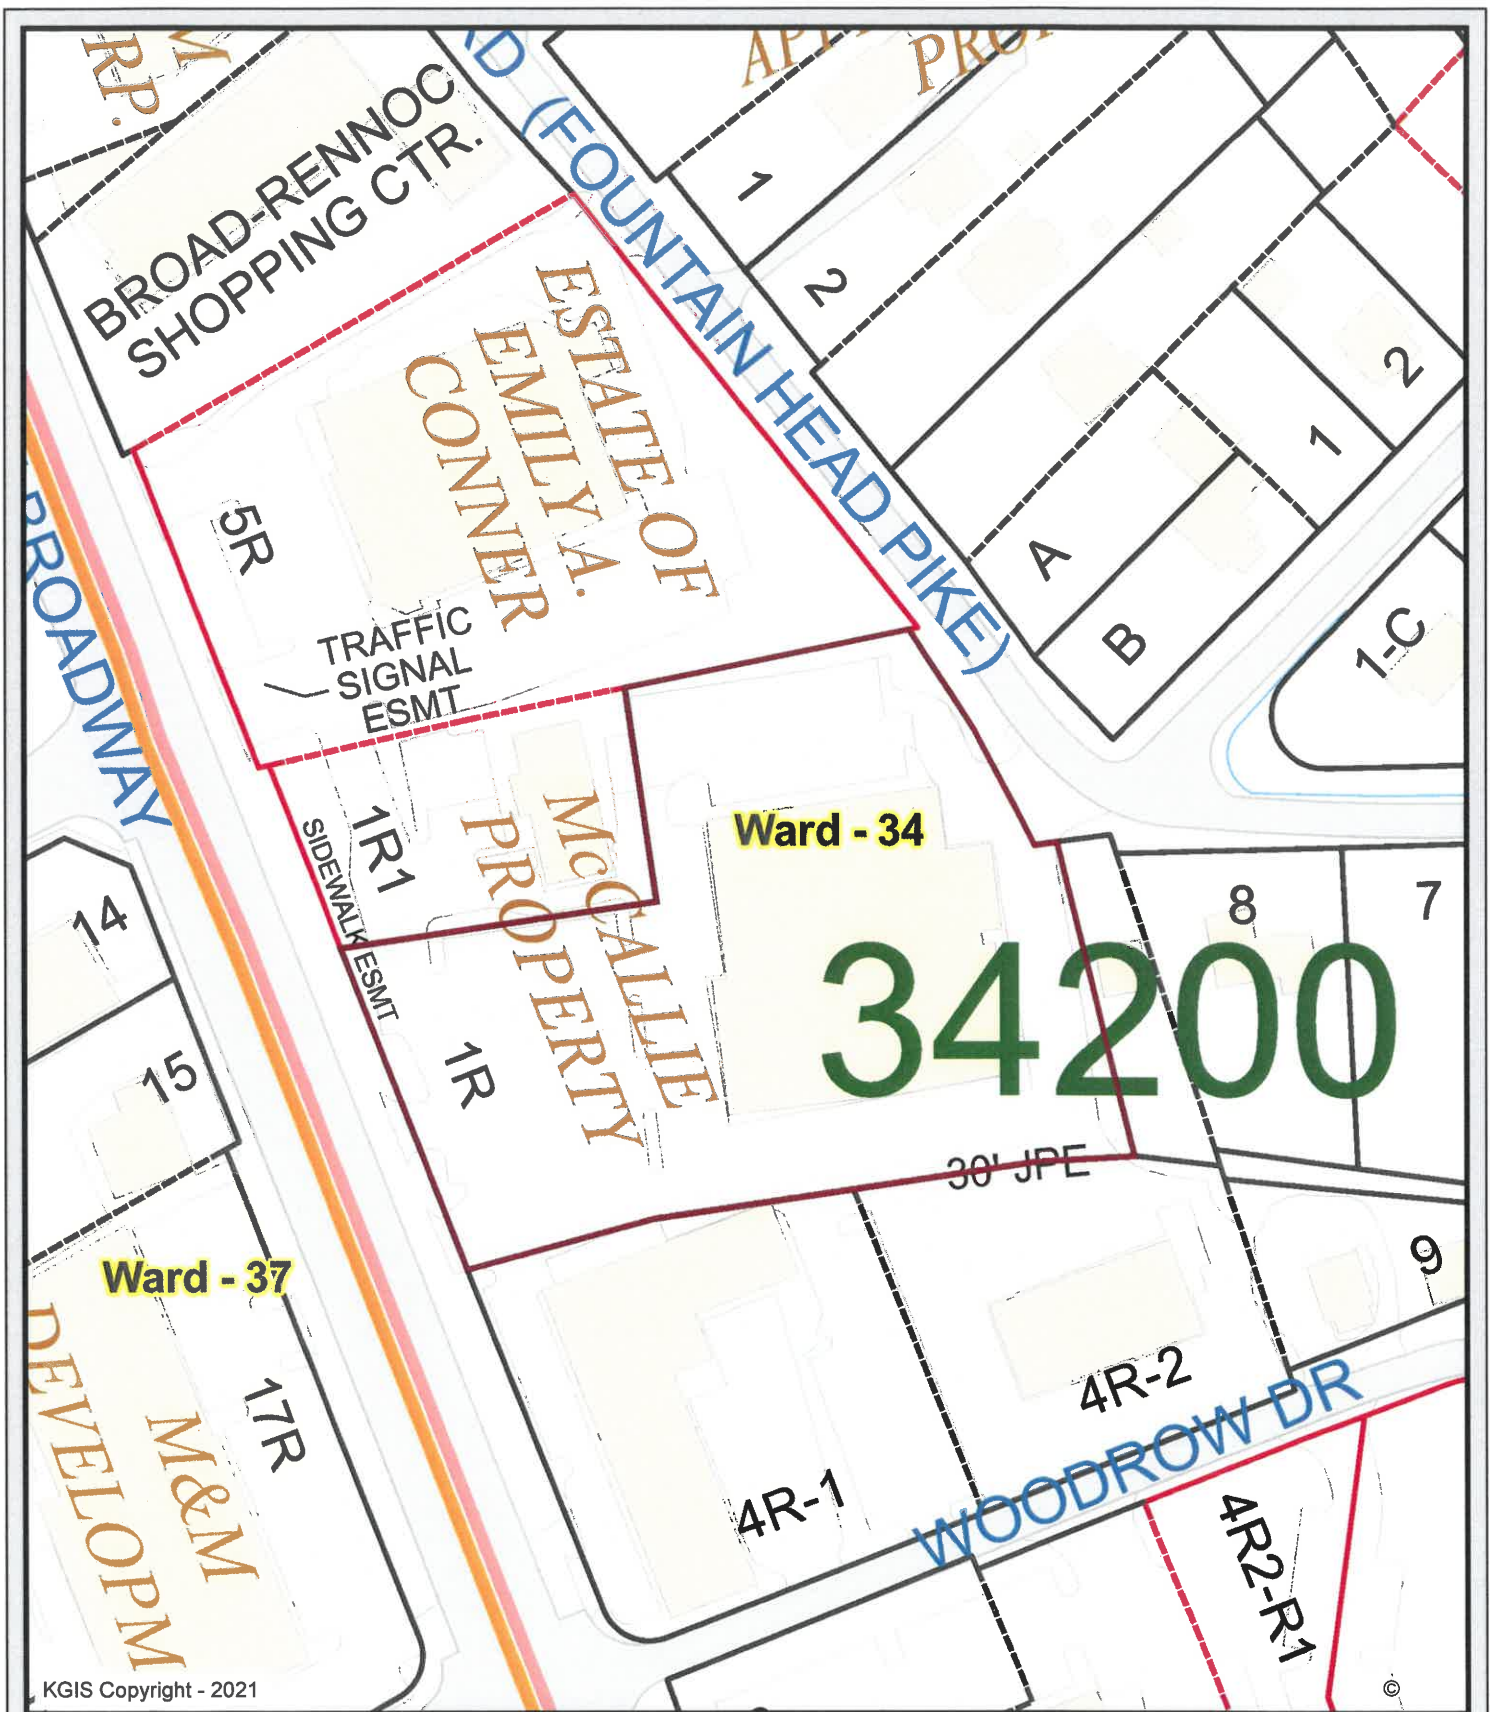 M
RP.
BROAD-RENNOC
SHOPPING CTR.
RD (FOUNTAIN HEAD PIKE)
1
2
ESTATE OF
EMILY A.
CONNER
5R
TRAFFIC
SIGNAL
ESMT
2
1
A
B
1-C
BROADWAY
1R1
SIDEWALK ESMT
McCALLIE
PROPERTY
Ward - 34
14
8
7
34200
15
1R
30' JPE
Ward - 37
9
4R-2
WOODROW DR
17R
M&M
DEVELOPM
4R-1
4R2-R1
KGIS Copyright - 2021
©